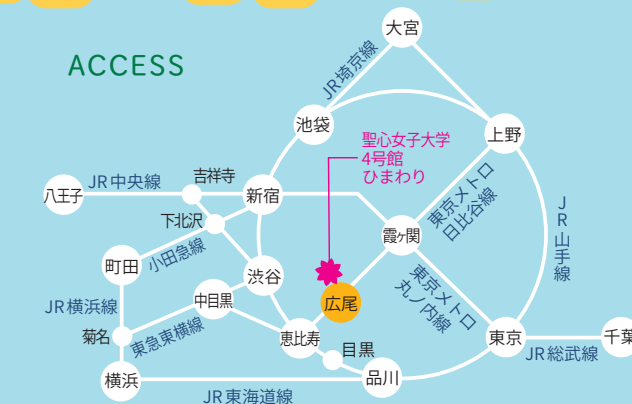 大宮
ACCESS
JR埼京線
池袋
上野
聖心女子大学
4号館
ひまわり
吉祥寺
JR中央線
八王子
新宿
東京メトロ
日比谷線
JR山手線
下北沢
霞ヶ関
小田急線
町田
渋谷
東京メトロ
丸ノ内線
中目黒
広尾
JR横浜線
菊名
東急東横線
恵比寿
目黒
東京
千葉
JR総武線
横浜
品川
JR東海道線